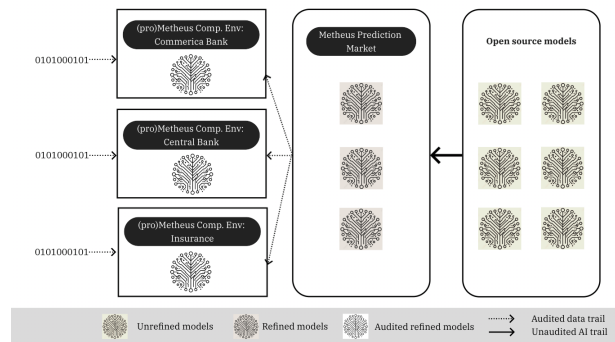 (pro)Metheus Comp. Env:
Commerica Bank
0101000101
(pro)Metheus Comp. Env:
Central Bank
0101000101
(pro)Metheus Comp. Env:
Insurance
0101000101
Metheus Prediction
Market
Open source models
Unrefined models
Refined models
Audited refined models
Audited data trail
Unaudited AI trail